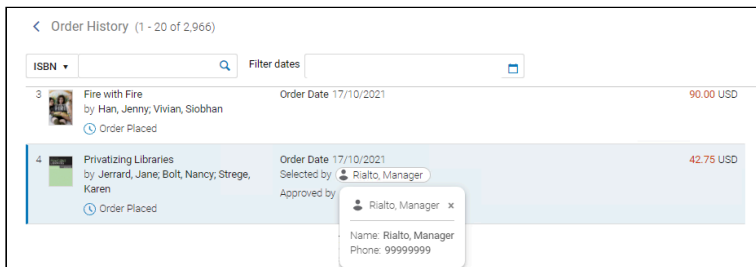 Order History (1 - 20 of 2,966)
ISBN
Filter dates
3 Fire with Fire Order Date 17/10/2021 90.00 USD
by Han, Jenny; Vivian, Siobhan
Order Placed
4 Privatizing Libraries Order Date 17/10/2021 42.75 USD
by Jerrard, Jane; Bolt, Nancy; Strege, Selected by Rialto, Manager
Karen Approved by
Order Placed
Rialto, Manager x
Name: Rialto, Manager
Phone: 99999999